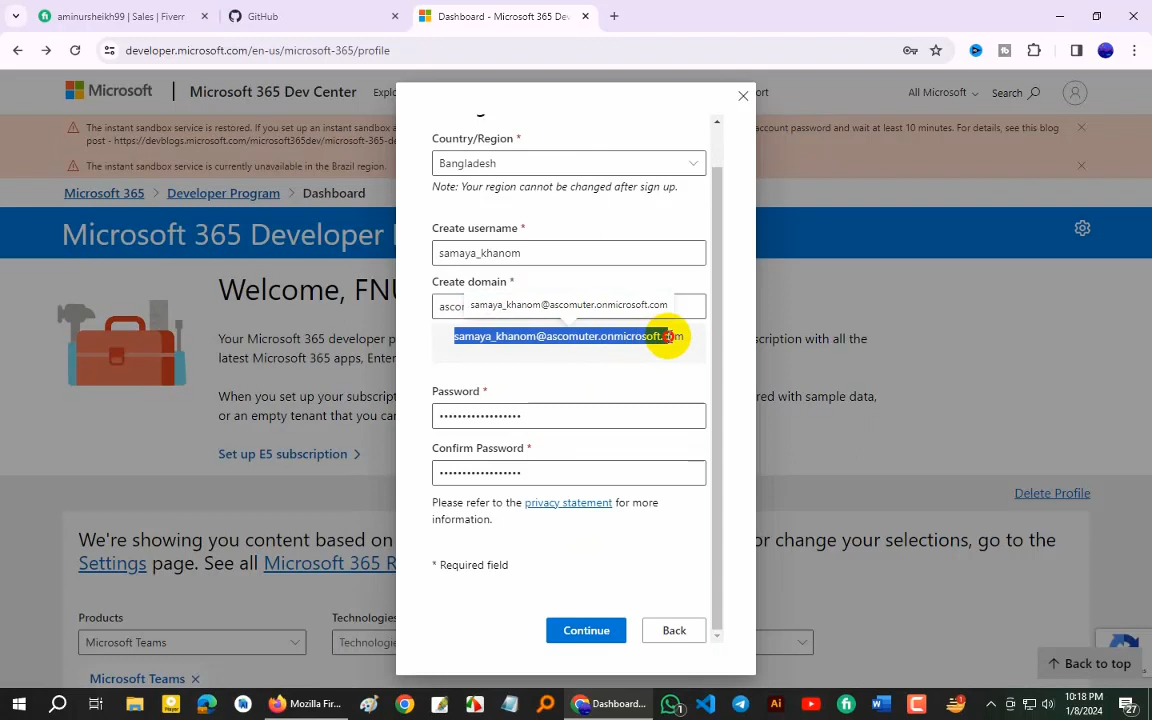 aminursheikh99 | Sales | Fiverr
GitHub
Dashboard - Microsoft 365 Dev
developer.microsoft.com/en-us/microsoft-365/profile
Microsoft
Microsoft 365 Dev Center
Explo
ort
All Microsoft
Search
The instant sandbox service is restored. If you set up an instant sandbox a
account password and wait at least 10 minutes. For details, see this blog
post - https://devblogs.microsoft.com/microsoft365dev/microsoft-365-de
The instant sandbox service is currently unavailable in the Brazil region.
Microsoft 365 > Developer Program > Dashboard
Microsoft 365 Developer
Welcome, FNU
Your Microsoft 365 developer p
scription with all the
latest Microsoft 365 apps, Enter
When you set up your subscript
ered with sample data,
or an empty tenant that you can
Set up E5 subscription >
Delete Profile
We're showing you content based on
or change your selections, go to the
Settings page. See all Microsoft 365 R
Products
Technologies
Microsoft Teams
Technolog
Microsoft Teams ×
Back to top
Country/Region *
Bangladesh
Note: Your region cannot be changed after sign up.
Create username *
samaya_khanom
Create domain *
ascom
samaya_khanom@ascomuter.onmicrosoft.com
samaya_khanom@ascomuter.onmicrosoft.com
Password *
Confirm Password *
Please refer to the privacy statement for more
information.
* Required field
Continue
Back
Mozilla Fir...
Dashboard...
1
10:18 PM
1/8/2024
27